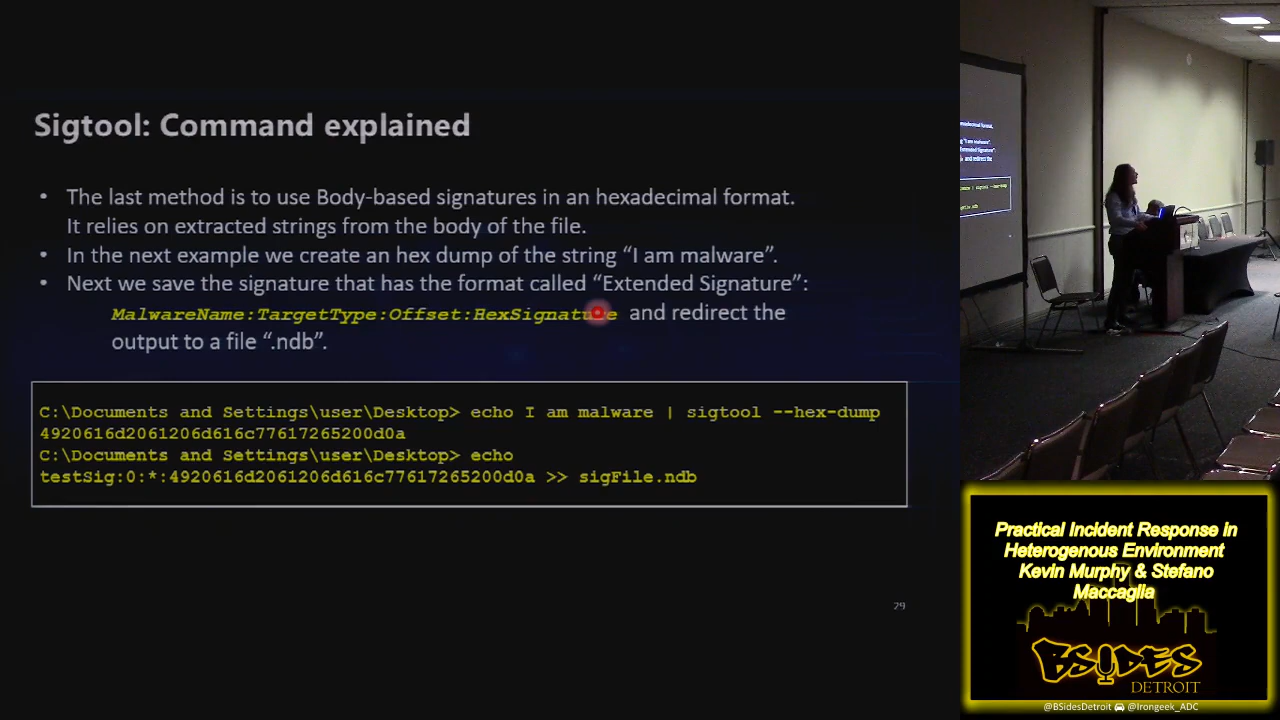 Sigtool: Command explained
• The last method is to use Body-based signatures in an hexadecimal format.
It relies on extracted strings from the body of the file.
• In the next example we create an hex dump of the string “I am malware”.
• Next we save the signature that has the format called “Extended Signature”:
MalwareName:TargetType:Offset:HexSignature and redirect the
output to a file “.ndb”.
C:\Documents and Settings\user\Desktop> echo I am malware | sigtool --hex-dump
4920616d2061206d616c77617265200d0a
C:\Documents and Settings\user\Desktop> echo
testSig:0:*:4920616d2061206d616c77617265200d0a >> sigFile.ndb
29
Practical Incident Response in
Heterogenous Environment
Kevin Murphy & Stefano
Maccaglia
BSIDES
DETROIT
@BSidesDetroit @Irongeek_ADC